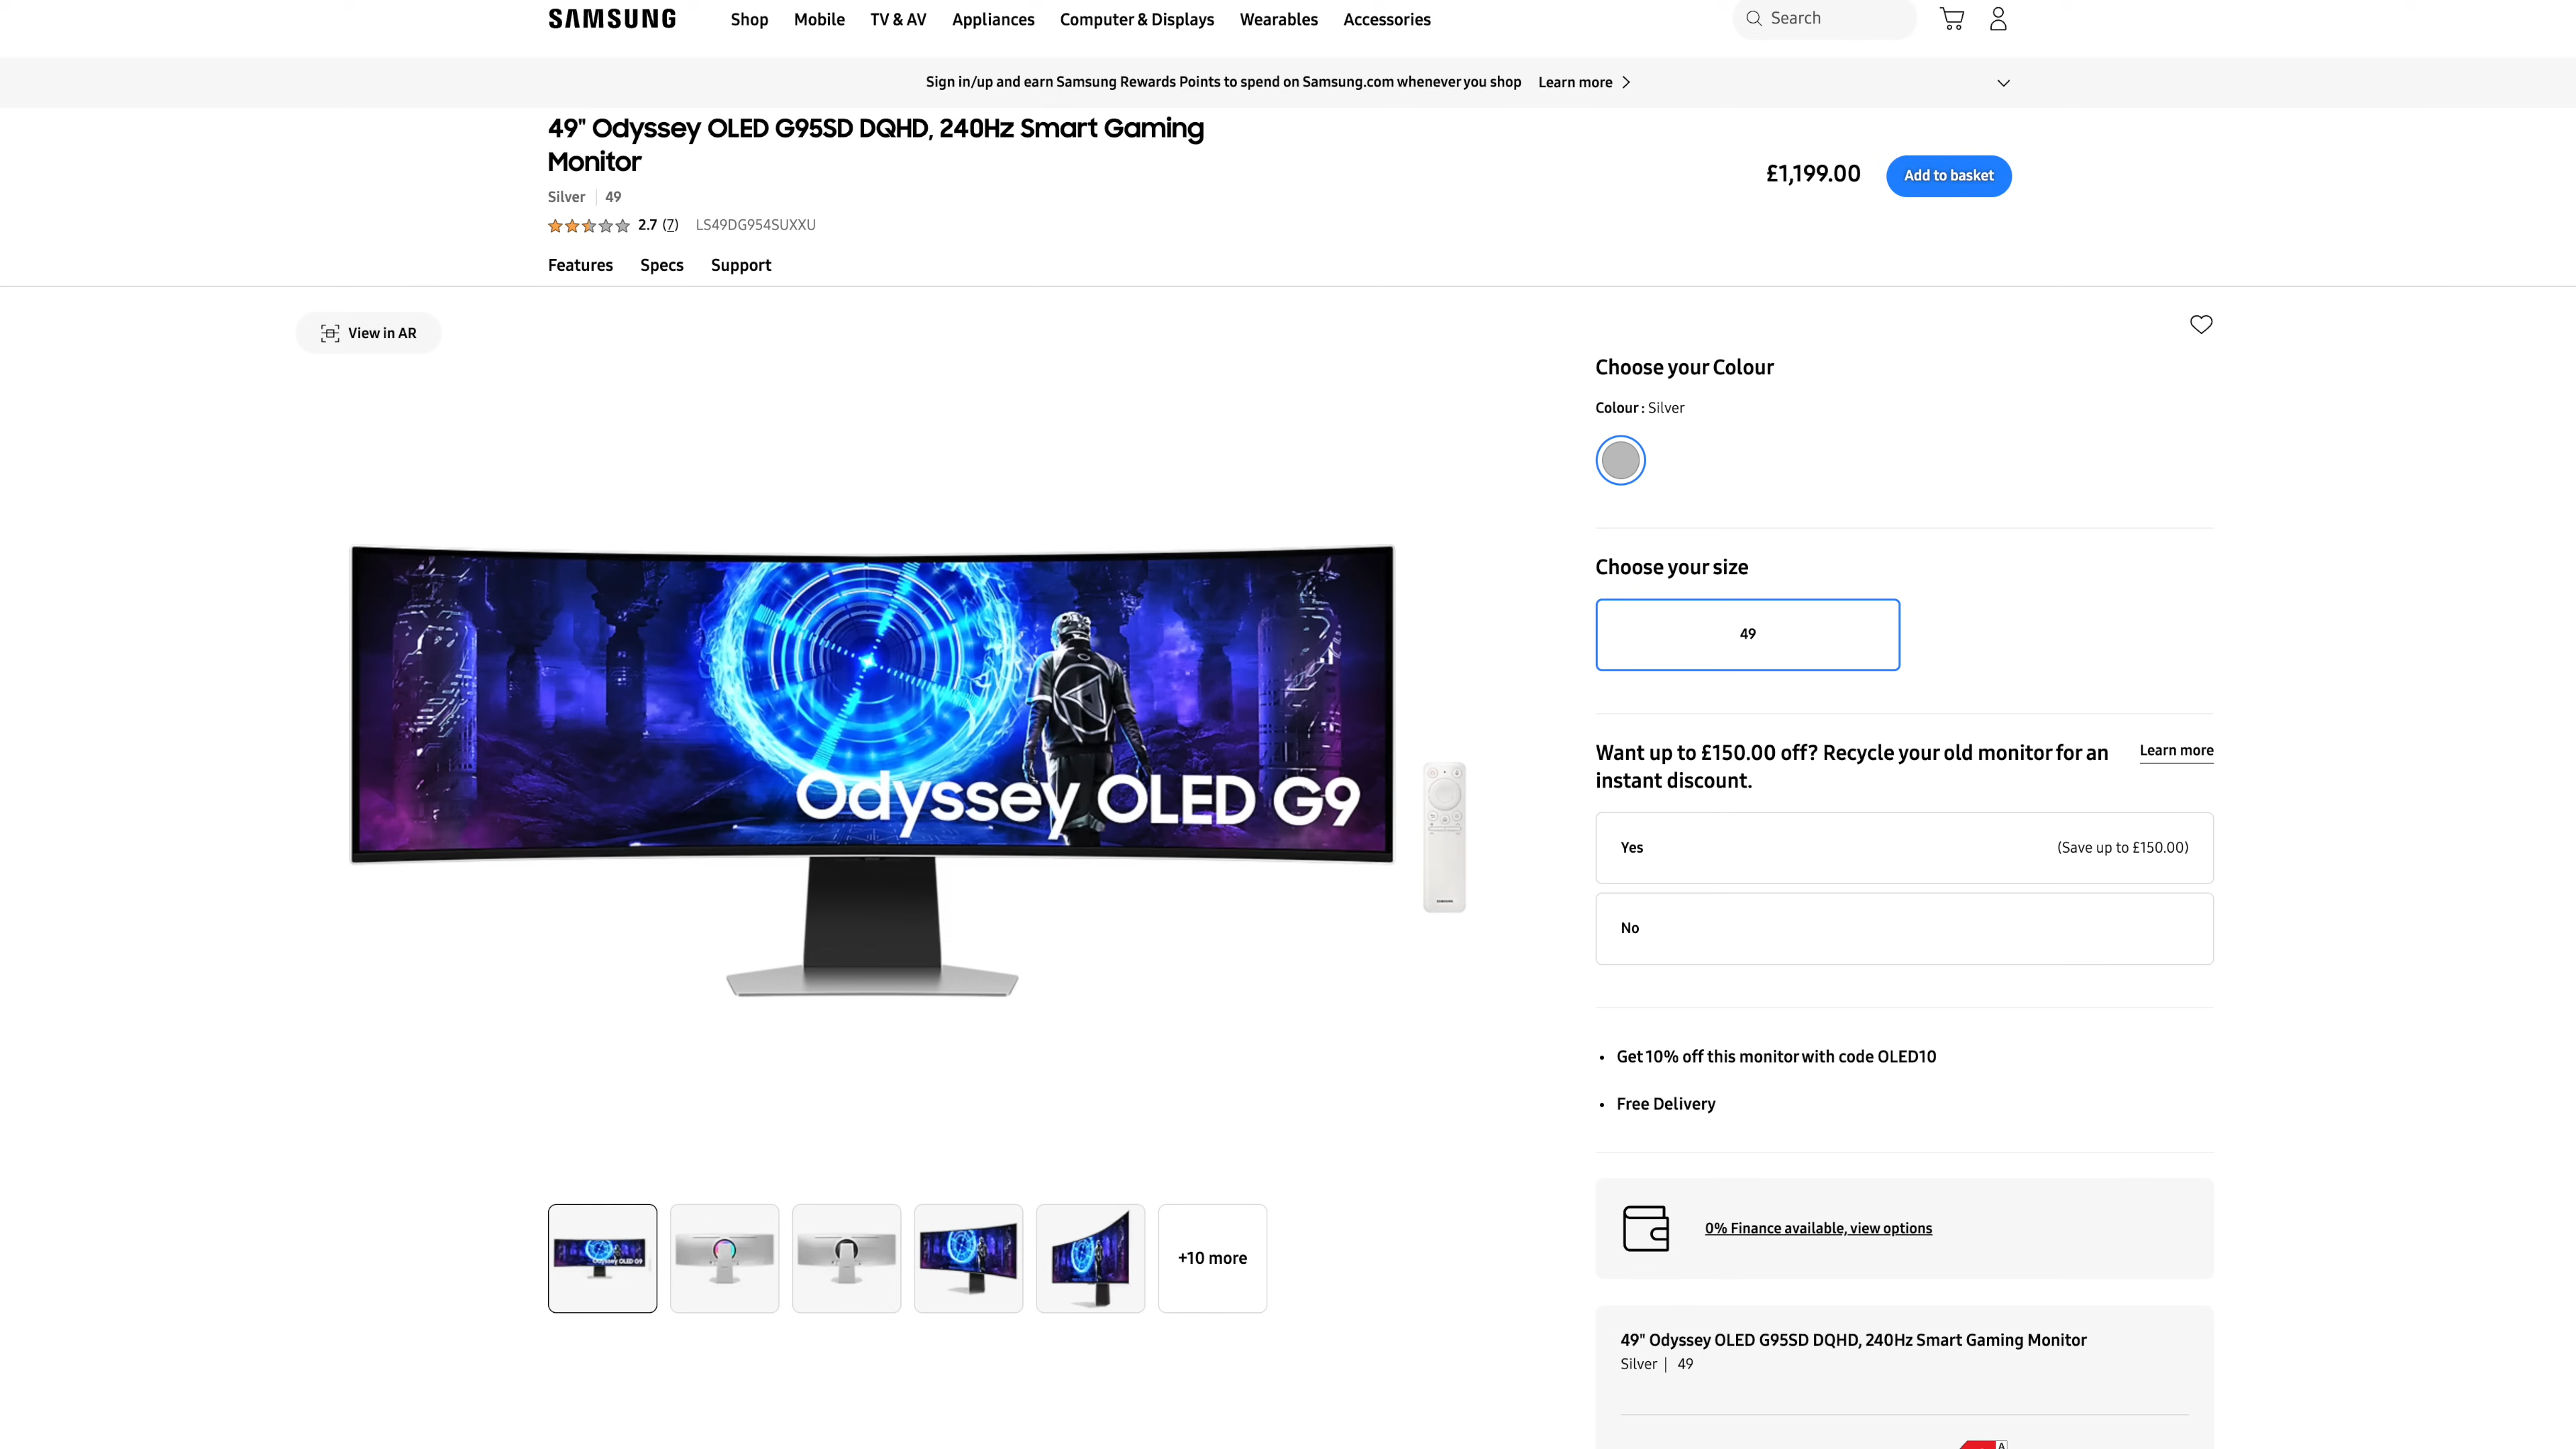 SAMSUNG
Shop Mobile TV & AV Appliances Computer & Displays Wearables Accessories
Search
Sign in/up and earn Samsung Rewards Points to spend on Samsung.com whenever you shop Learn more
49" Odyssey OLED G95SD DQHD, 240Hz Smart Gaming
Monitor
£1,199.00
Add to basket
Silver 49
2.7 (7) LS49DG954SUXXU
Features Specs Support
View in AR
Odyssey OLED G9
SAMSUNG
Choose your Colour
Colour : Silver
Choose your size
49
Want up to £150.00 off? Recycle your old monitor for an
instant discount.
Learn more
Yes (Save up to £150.00)
No
• Get 10% off this monitor with code OLED10
• Free Delivery
Odyssey OLED G9
+10 more
0% Finance available, view options
49" Odyssey OLED G95SD DQHD, 240Hz Smart Gaming Monitor
Silver | 49
A